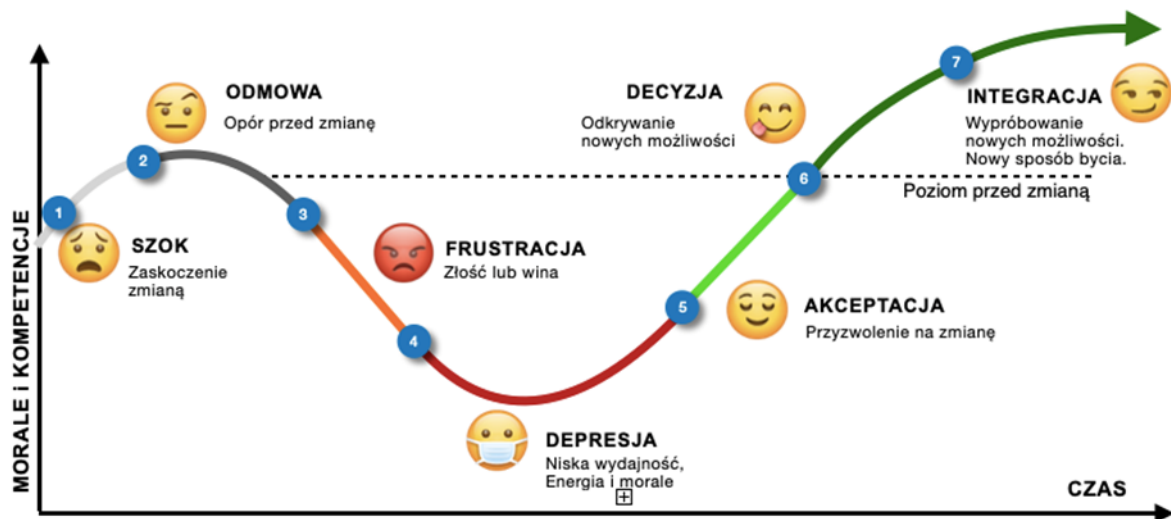 ODMOWA
Opór przed zmianę
DECYZJA
Odkrywanie
nowych możliwości
7
INTEGRACJA
Wypróbowanie
nowych możliwości.
Nowy sposób bycia.
2
6
Poziom przed zmianą
1
3
SZOK
Zaskoczenie
zmianą
FRUSTRACJA
Złość lub wina
5
AKCEPTACJA
Przyzwolenie na zmianę
4
DEPRESJA
Niska wydajność,
Energia i morale
MORALE i KOMPETENCJE
CZAS